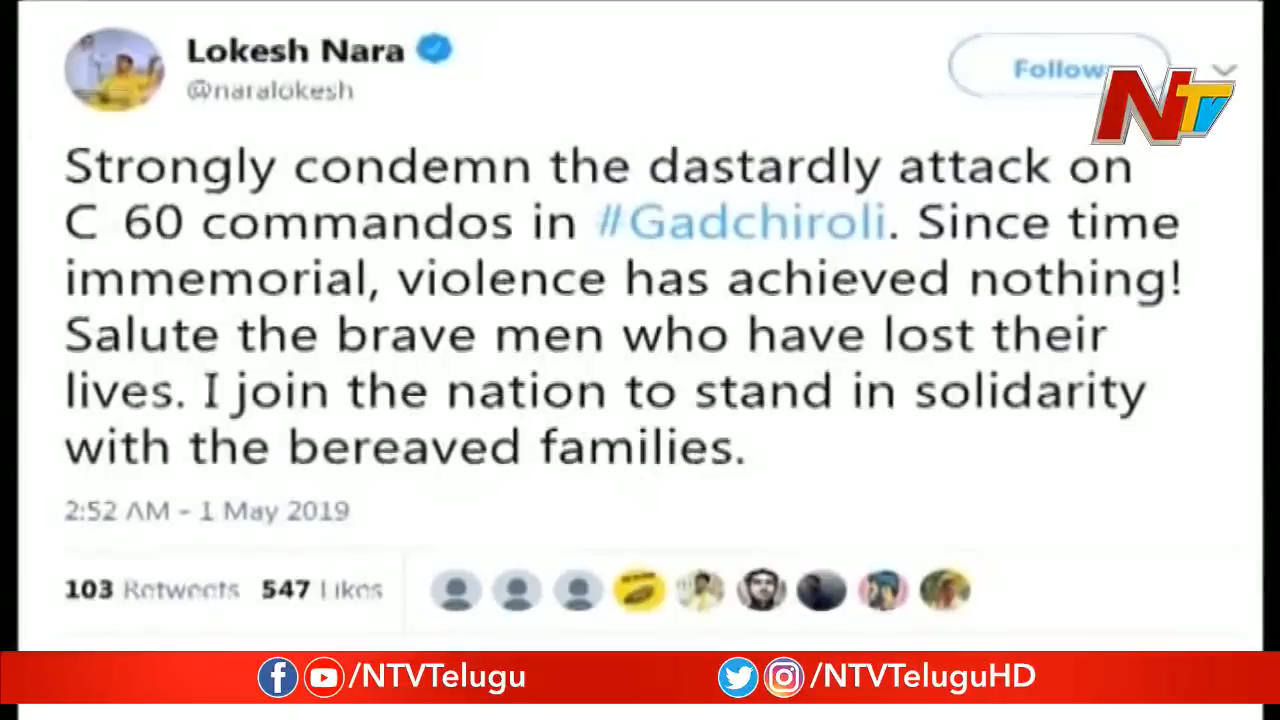 Lokesh Nara
@naralokesh
Follow
NTV
Strongly condemn the dastardly attack on
C 60 commandos in #Gadchiroli. Since time
immemorial, violence has achieved nothing!
Salute the brave men who have lost their
lives. I join the nation to stand in solidarity
with the bereaved families.
2:52 AM - 1 May 2019
103 Retweets 547 Likes
/NTVTelugu
/NTVTeluguHD